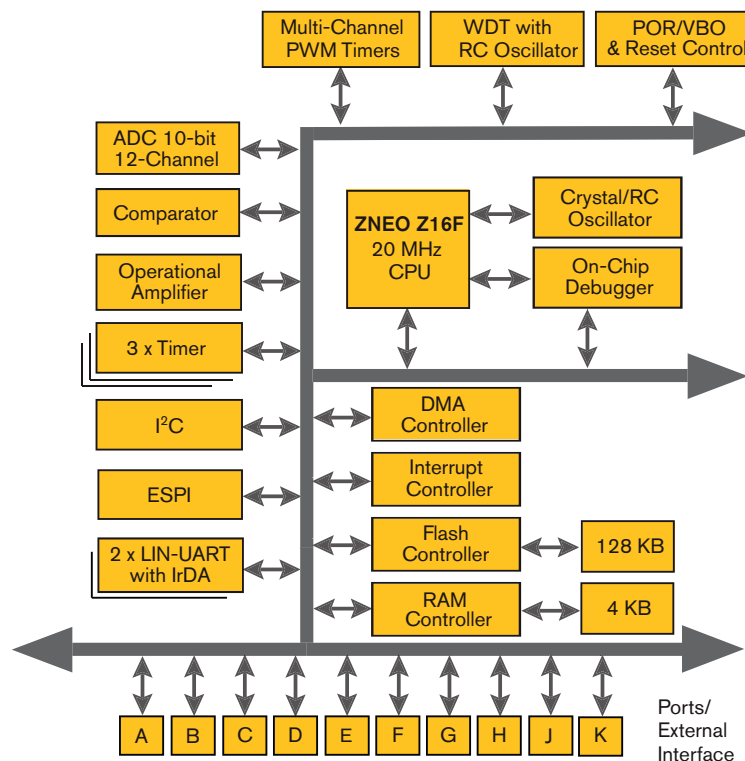 Multi-Channel
PWM Timers
WDT with
RC Oscillator
POR/VBO
& Reset Control
ADC 10-bit
12-Channel
Comparator
Operational
Amplifier
3 x Timer
I²C
ESPI
2 x LIN-UART
with IrDA
ZNEO Z16F
20 MHz
CPU
Crystal/RC
Oscillator
On-Chip
Debugger
DMA
Controller
Interrupt
Controller
Flash
Controller
128 KB
RAM
Controller
4 KB
A
B
C
D
E
F
G
H
J
K
Ports/
External
Interface